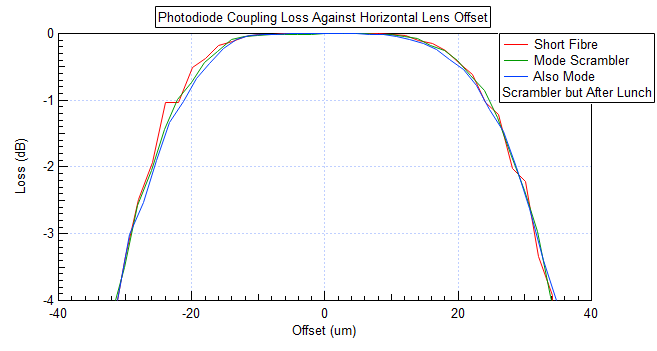 Photodiode Coupling Loss Against Horizontal Lens Offset
Short Fibre
Mode Scrambler
Also Mode
Scrambler but After Lunch
Loss (dB)
0
-1
-2
-3
-4
-40
-20
0
20
40
Offset (um)